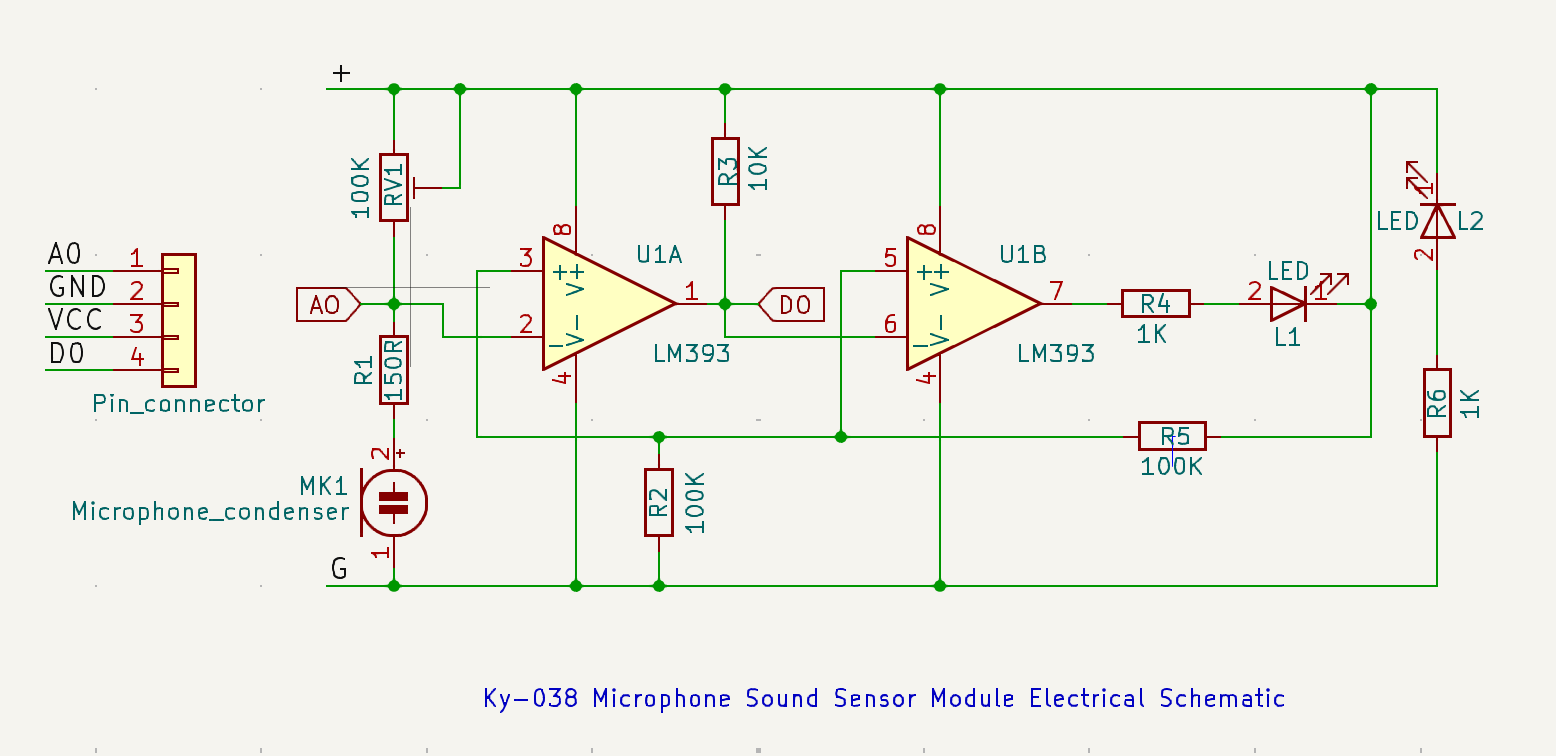 +
100K
RV1
8
R3
10K
8
1
LED
L2
2
A0
1
GND
2
VCC
3
D0
4
Pin_connector
AO
3
+
V+
2
V-
4
U1A
1
LM393
DO
5
+
V+
6
V-
4
U1B
7
LM393
R4
1K
LED
2
1
L1
R1
150R
R5
100K
R6
1K
2
+
MK1
Microphone_condenser
1
R2
100K
G
Ky-038 Microphone Sound Sensor Module Electrical Schematic